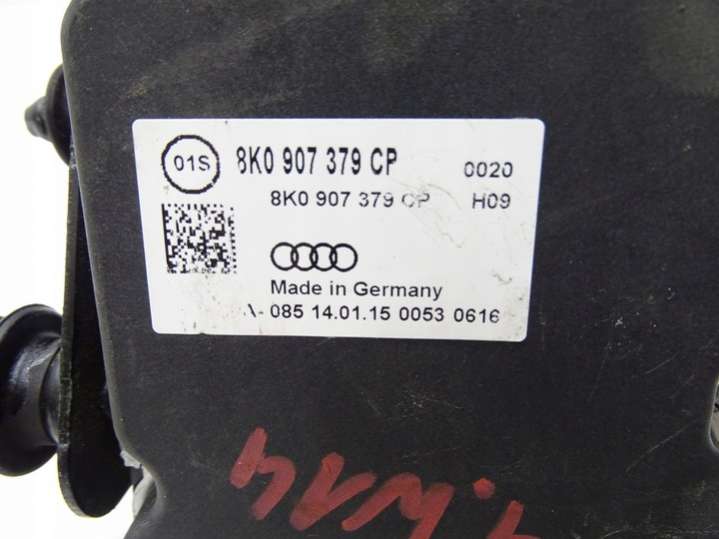 01S 8K0 907 379 CP 0020
8K0 907 379 CP H09
Made in Germany
085 14.01.15 0053 0616